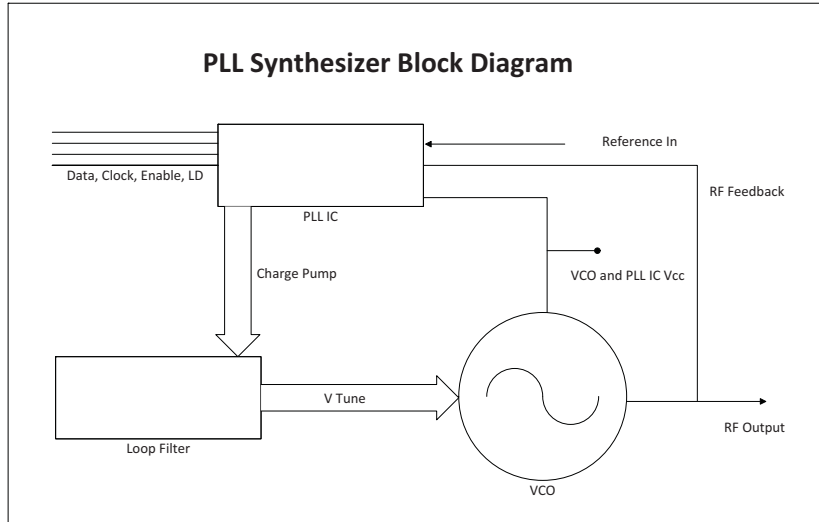 PLL Synthesizer Block Diagram
Reference In
Data, Clock, Enable, LD
RF Feedback
PLL IC
Charge Pump
VCO and PLL IC Vcc
V Tune
RF Output
Loop Filter
VCO